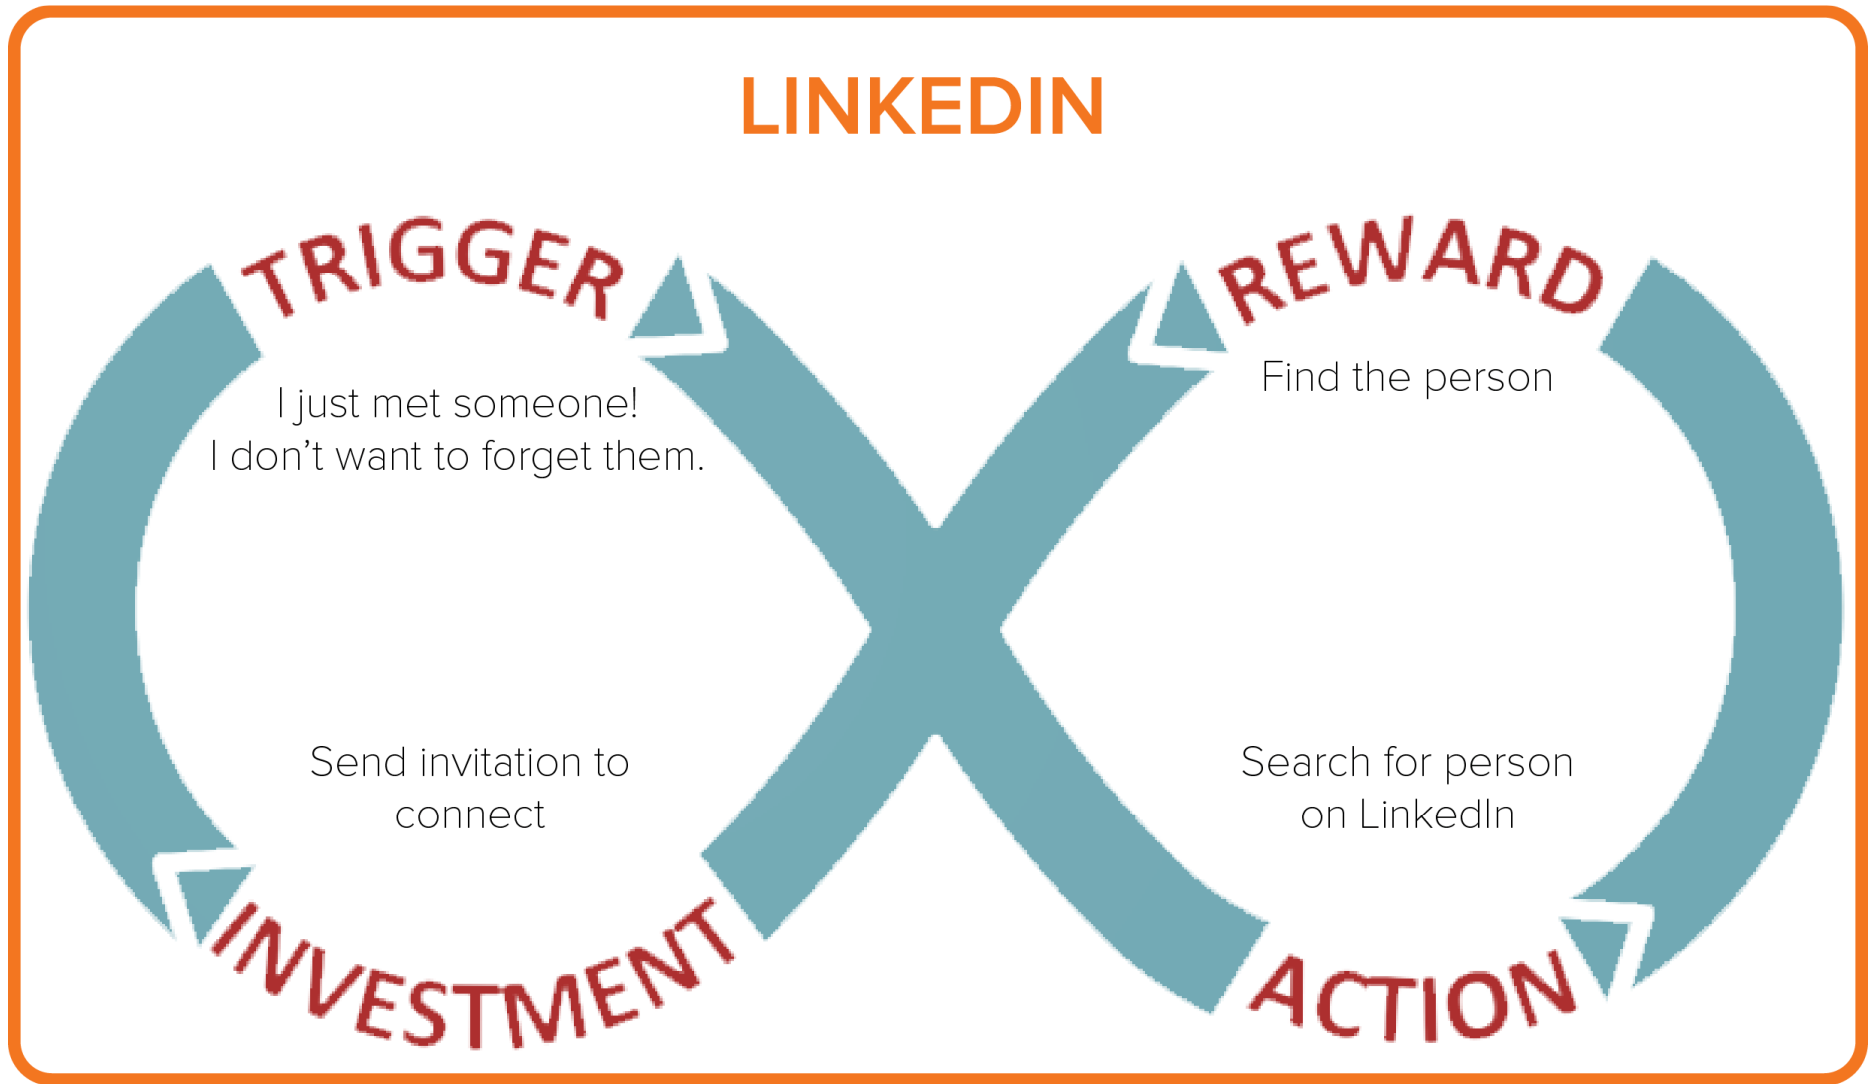 LINKEDIN
TRIGGER
I just met someone!
I don’t want to forget them.
REWARD
Find the person
Send invitation to
connect
INVESTMENT
Search for person
on LinkedIn
ACTION